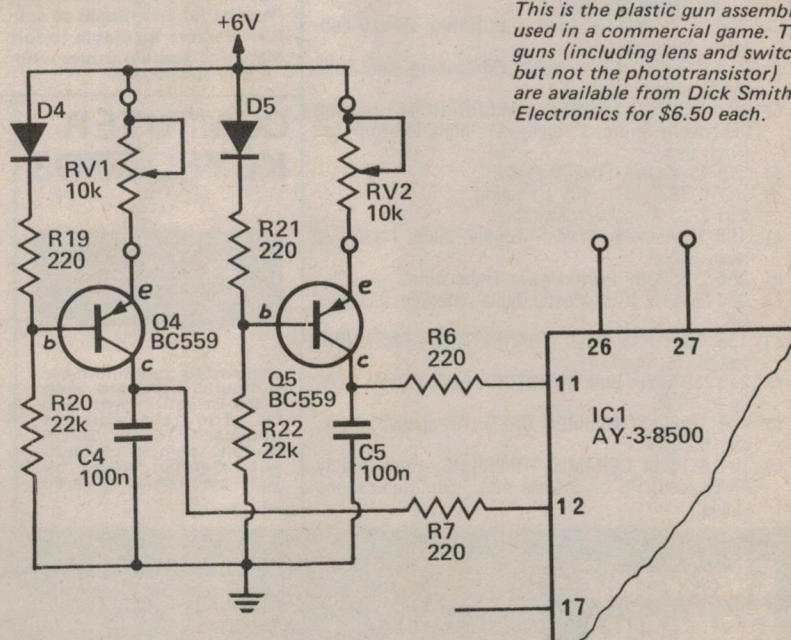 This is the plastic gun
used in a commercial game.
guns (including lens and
but not the phototransistor)
are available from Dick Smith
Electronics for $6.50 each.
+6V
D4
D5
RV1
10k
RV2
10k
R19
220
R21
220
e
e
b
Q4
BC559
b
c
c
R6
220
26
27
Q5
BC559
11
R20
22k
IC1
AY-3-8500
R22
22k
C4
100n
C5
100n
12
R7
220
17